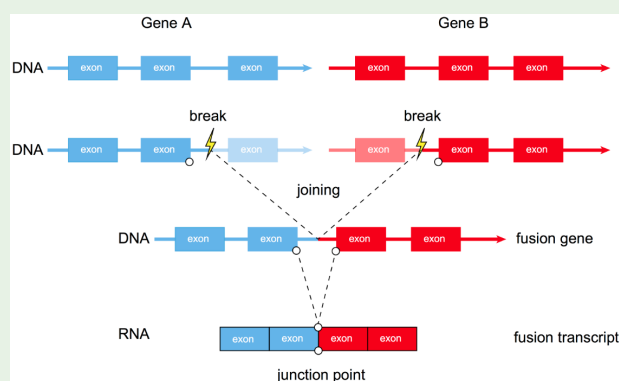 Gene A Gene B
DNA exon exon exon exon exon exon
break break
DNA exon exon exon exon exon exon
joining
DNA exon exon exon exon fusion gene
RNA exon exon exon exon fusion transcript
junction point